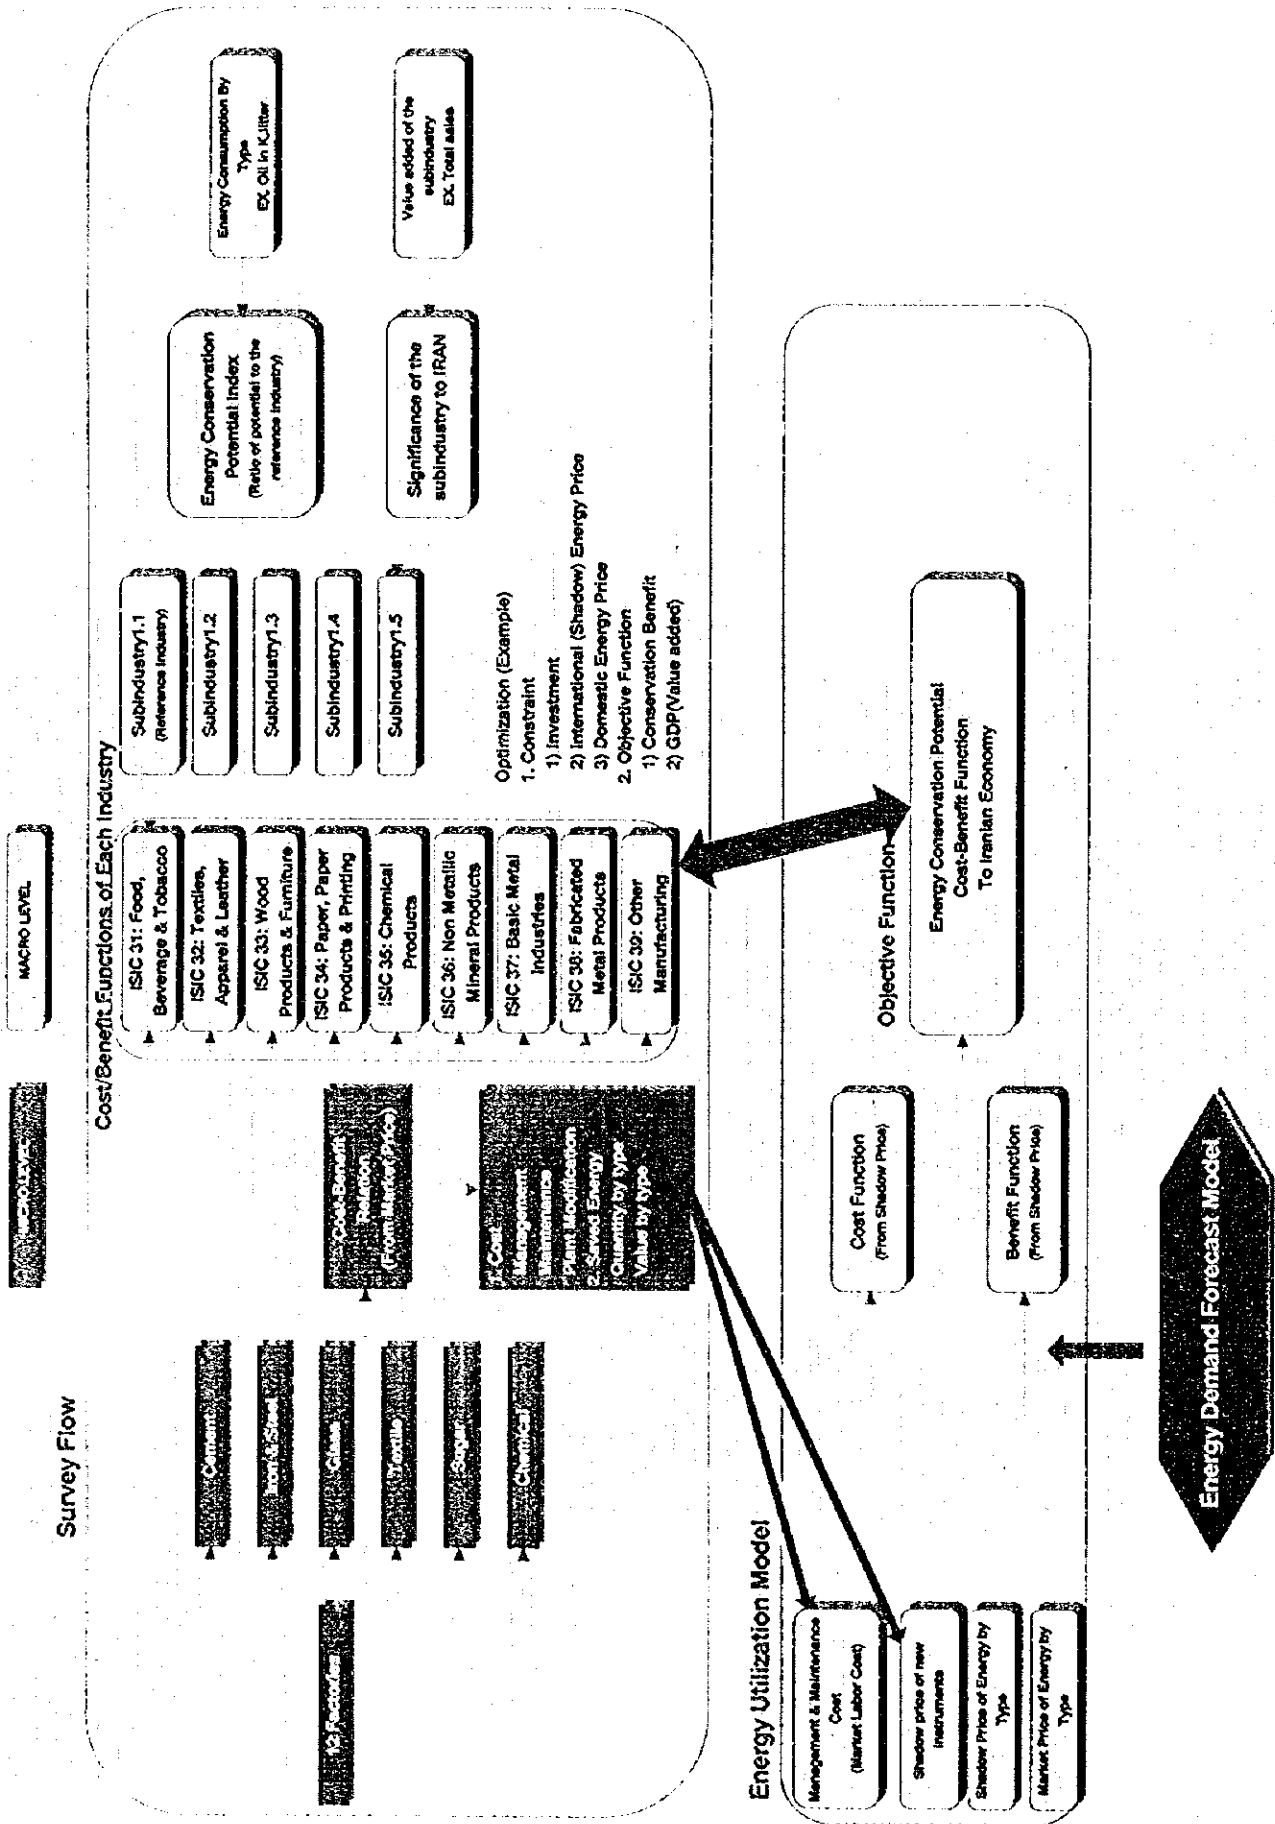 Survey Flow
MICRO LEVEL
MACRO LEVEL
Cost/Benefit Functions of Each Industry
Cement
Iron & Steel
Glass
Textile
Sugar
Chemical
Factories
Cost-Benefit
Relation
(From Market Price)
1. Cost
Management
Maintenance
Plant Modification
2. Saved Energy
Quantity by type
Value by type
ISIC 31: Food,
Beverage & Tobacco
ISIC 32: Textiles,
Apparel & Leather
ISIC 33: Wood
Products & Furniture
ISIC 34: Paper, Paper
Products & Printing
ISIC 35: Chemical
Products
ISIC 36: Non Metallic
Mineral Products
ISIC 37: Basic Metal
Industries
ISIC 38: Fabricated
Metal Products
ISIC 39: Other
Manufacturing
Subindustry1.1
(Reference Industry)
Subindustry1.2
Subindustry1.3
Subindustry1.4
Subindustry1.5
Optimization (Example)
1. Constraint
1) Investment
2) International (Shadow) Energy Price
3) Domestic Energy Price
2. Objective Function
1) Conservation Benefit
2) GDP(Value added)
Energy Conservation
Potential Index
(Ratio of potential to the
reference industry)
Significance of the
subindustry to IRAN
Energy Consumption By
Type
EX. Oil in K.litter
Value added of the
subindustry
EX. Total sales
Energy Utilization Model
Management & Maintenance
Cost
(Market Labor Cost)
Shadow price of new
instruments
Shadow Price of Energy by
Type
Market Price of Energy by
Type
Cost Function
(From Shadow Price)
Benefit Function
(From Shadow Price)
Objective Function
Energy Conservation Potential
Cost-Benefit Function
To Iranian Economy
Energy Demand Forecast Model